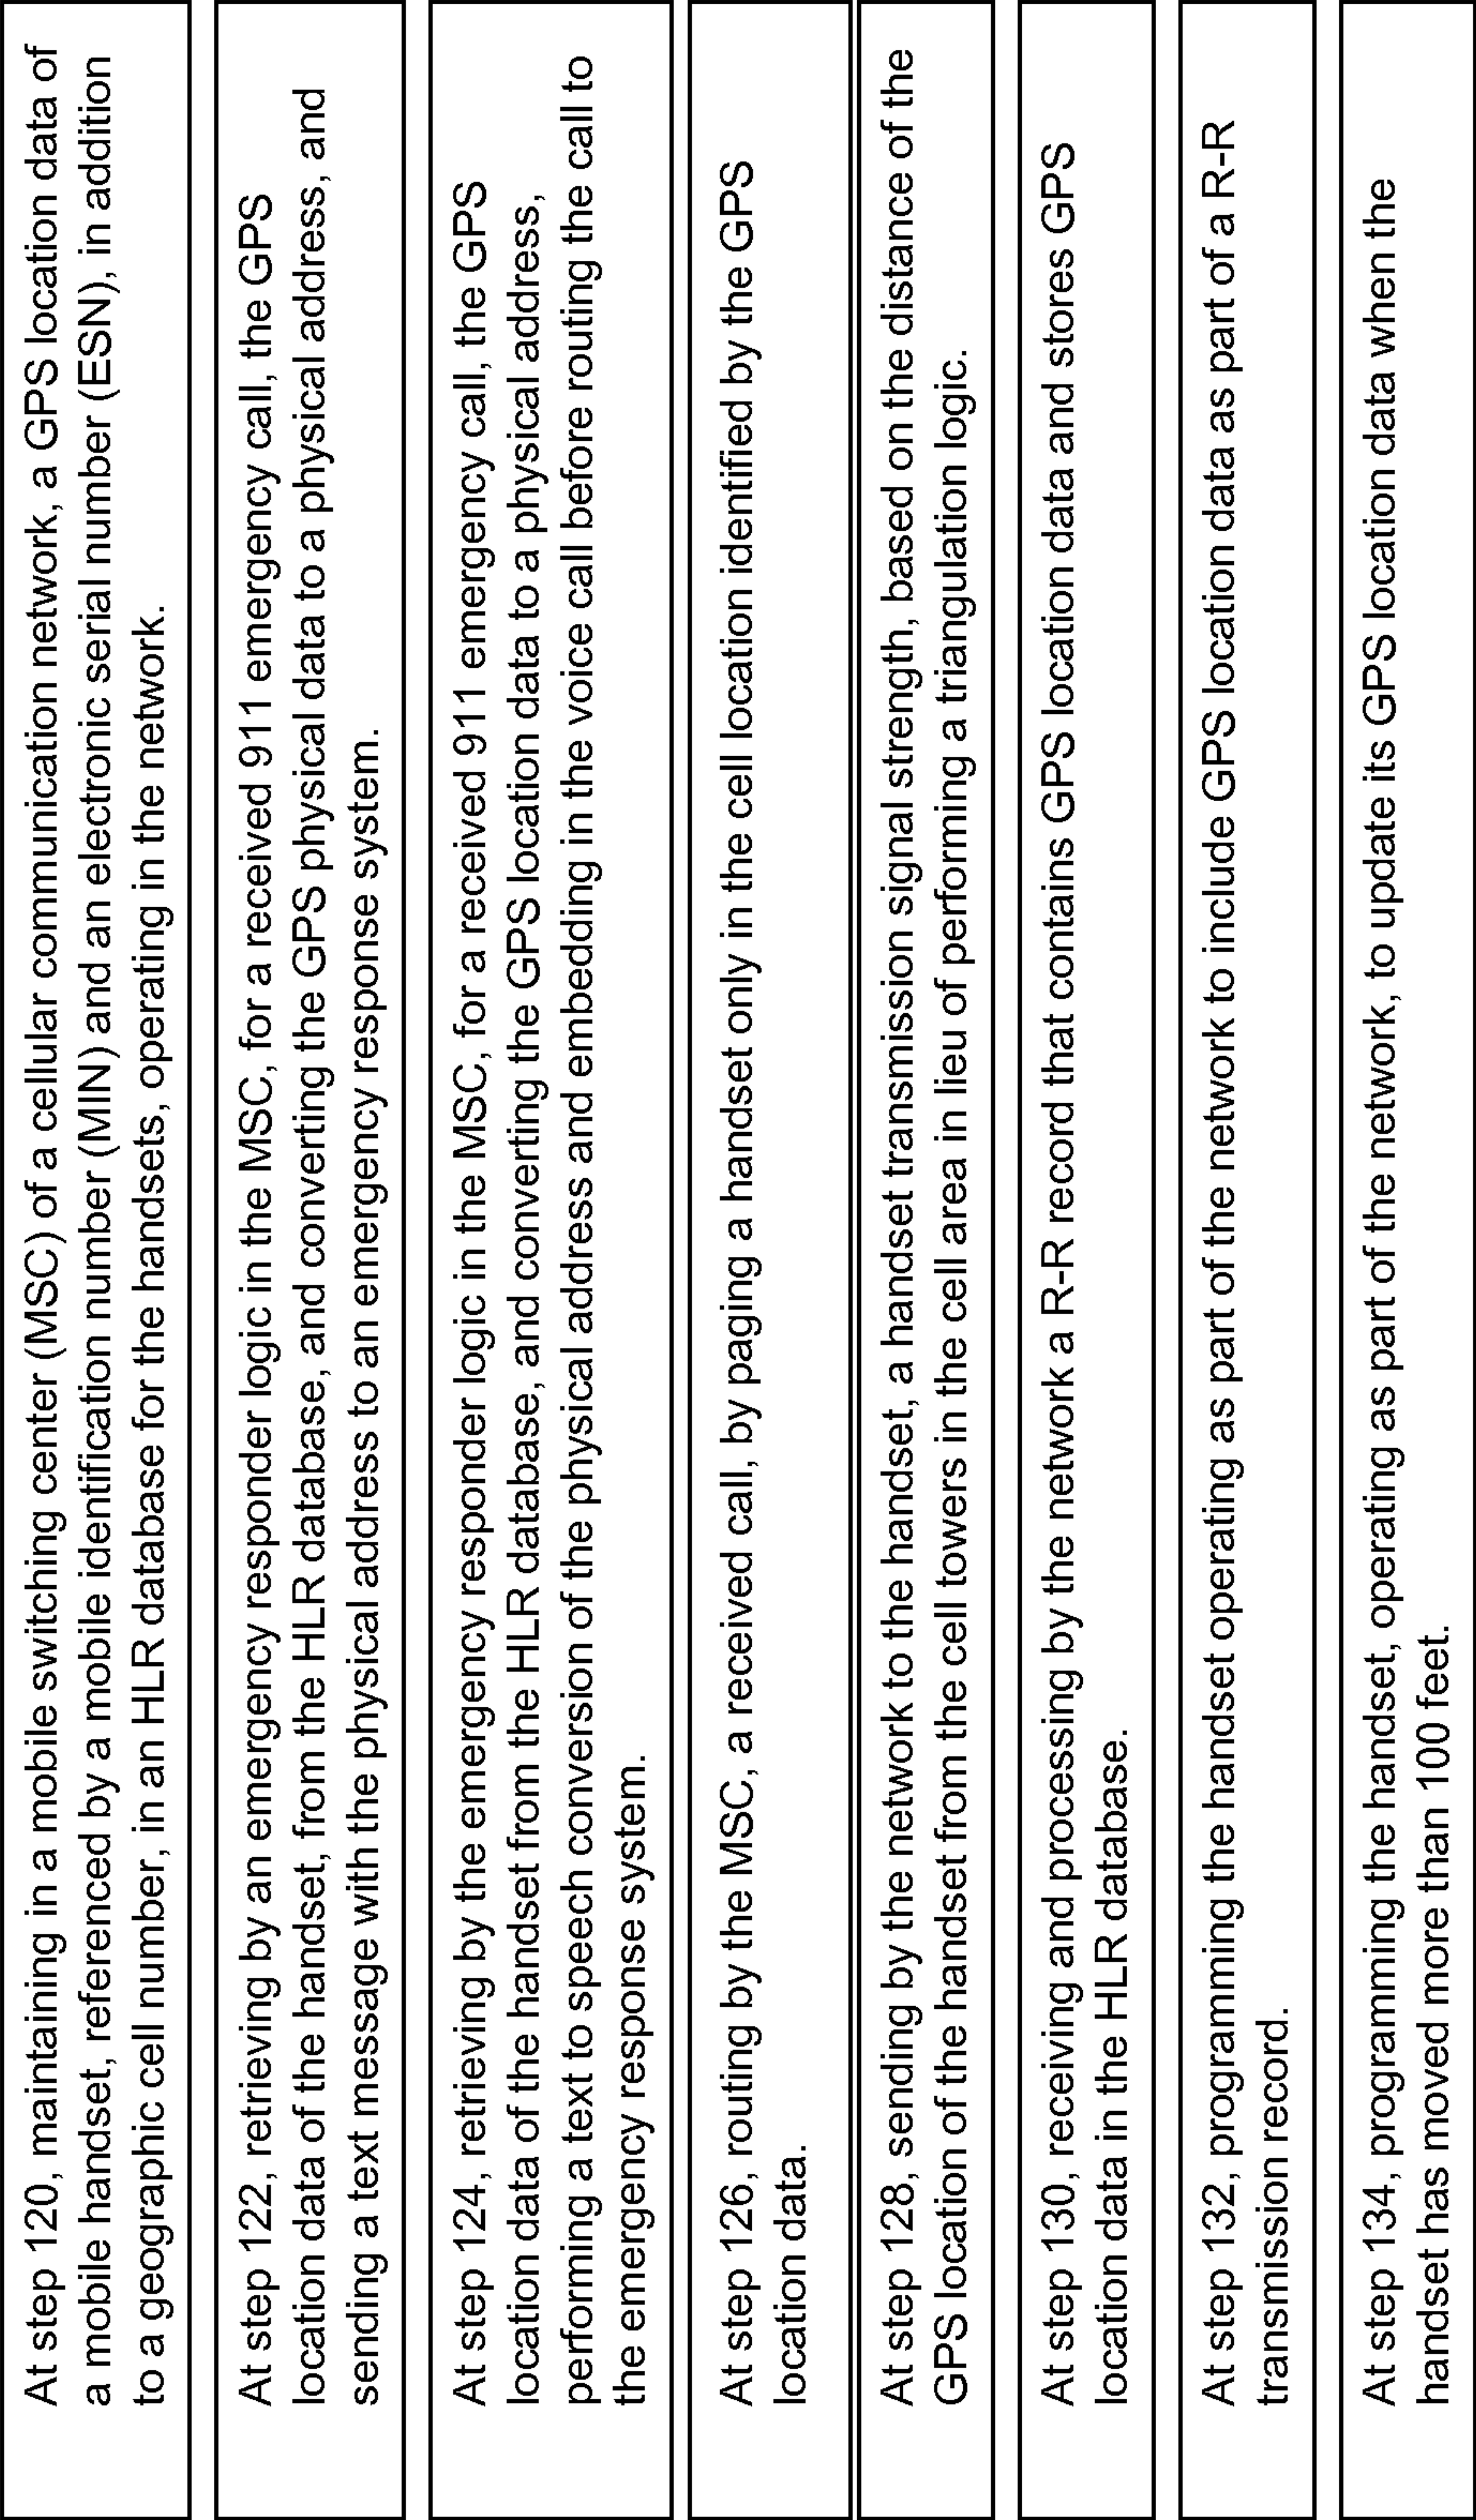 At step 120, maintaining in a mobile switching center (MSC) of a cellular communication network, a GPS location data of
a mobile handset, referenced by a mobile identification number (MIN) and an electronic serial number (ESN), in addition
to a geographic cell number, in an HLR database for the handsets, operating in the network.
At step 122, retrieving by an emergency responder logic in the MSC, for a received 911 emergency call, the GPS
location data of the handset, from the HLR database, and converting the GPS physical data to a physical address, and
sending a text message with the physical address to an emergency response system.
At step 124, retrieving by the emergency responder logic in the MSC, for a received 911 emergency call, the GPS
location data of the handset from the HLR database, and converting the GPS location data to a physical address,
performing a text to speech conversion of the physical address and embedding in the voice call before routing the call to
the emergency response system.
At step 126, routing by the MSC, a received call, by paging a handset only in the cell location identified by the GPS
location data.
At step 128, sending by the network to the handset, a handset transmission signal strength, based on the distance of the
GPS location of the handset from the cell towers in the cell area in lieu of performing a triangulation logic.
At step 130, receiving and processing by the network a R-R record that contains GPS location data and stores GPS
location data in the HLR database.
At step 132, programming the handset operating as part of the network to include GPS location data as part of a R-R
transmission record.
At step 134, programming the handset, operating as part of the network, to update its GPS location data when the
handset has moved more than 100 feet.